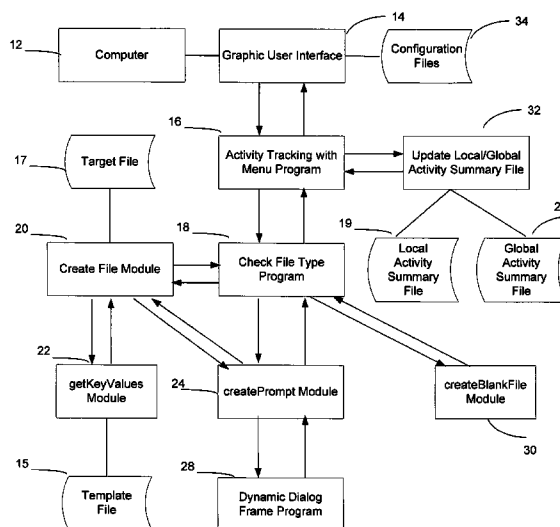 12
Computer
14
Graphic User Interface
34
Configuration
Files
16
Activity Tracking with
Menu Program
32
Update Local/Global
Activity Summary File
17
Target File
20
Create File Module
18
Check File Type
Program
19
Local
Activity
Summary
File
Global
Activity
Summary
File
22
getKeyValues
Module
24
createPrompt Module
createBlankFile
Module
30
15
Template
File
28
Dynamic Dialog
Frame Program